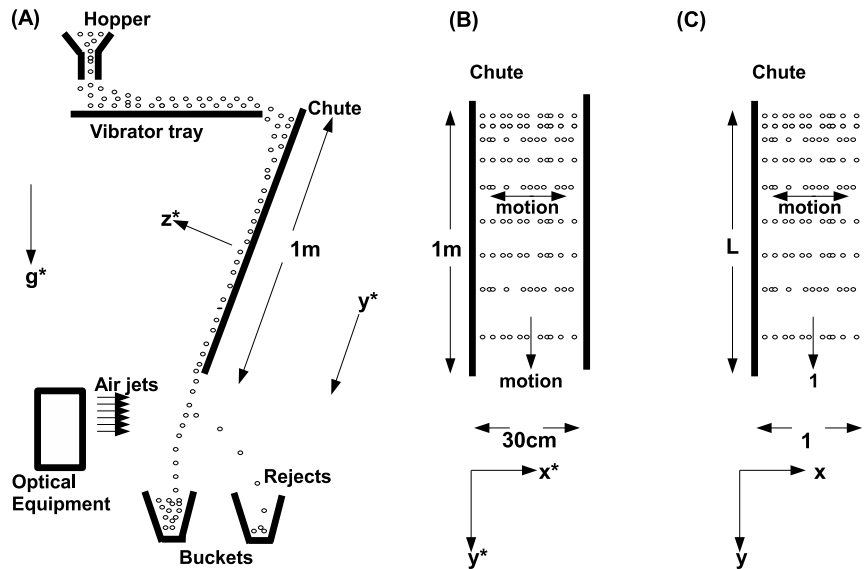 (A)
Hopper
Vibrator tray
Chute
z*
1m
g*
y*
Air jets
Optical
Equipment
Rejects
Buckets
(B)
Chute
motion
1m
motion
30cm
x*
y*
(C)
Chute
motion
L
1
1
x
y